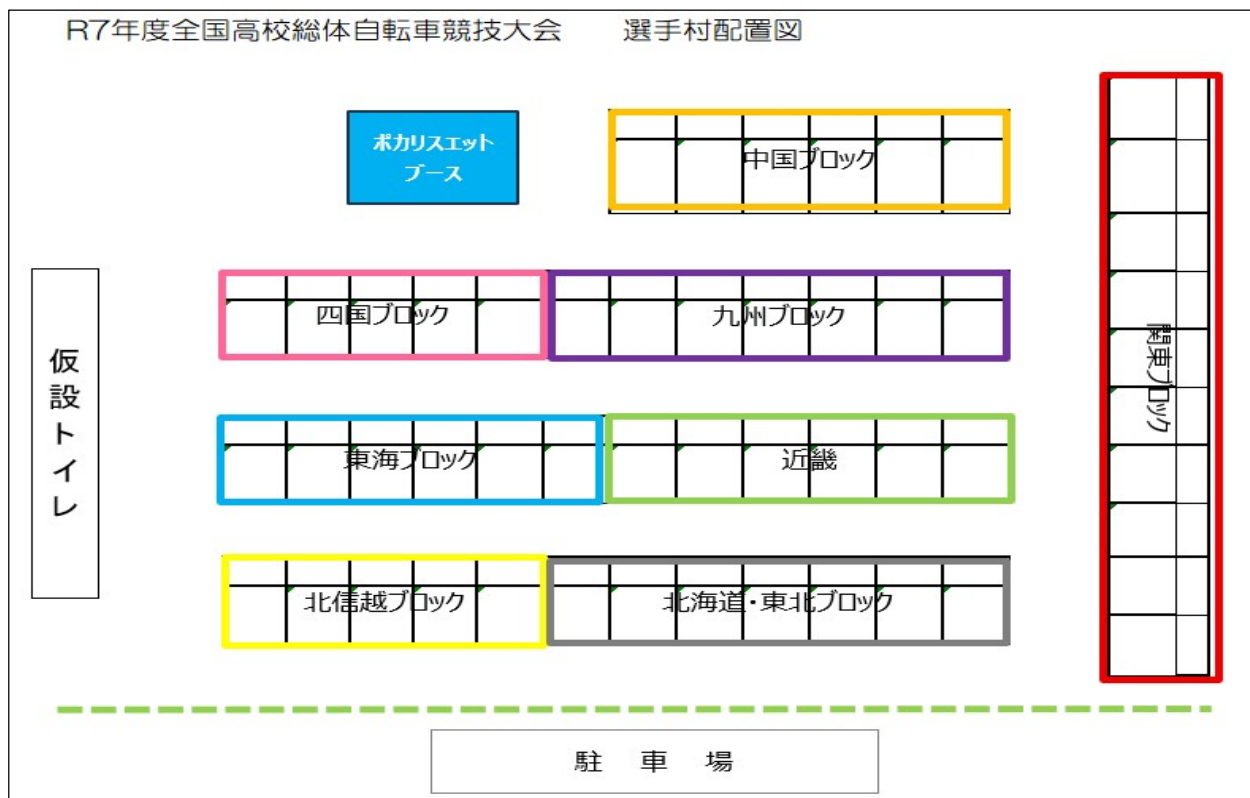 R7年度全国高校総体自転車競技大会　　選手村配置図
ポカリスエット
ブース
中国ブロック
四国ブロック
九州ブロック
関東ブロック
仮設トイレ
東海ブロック
近畿
北信越ブロック
北海道・東北ブロック
駐　車　場